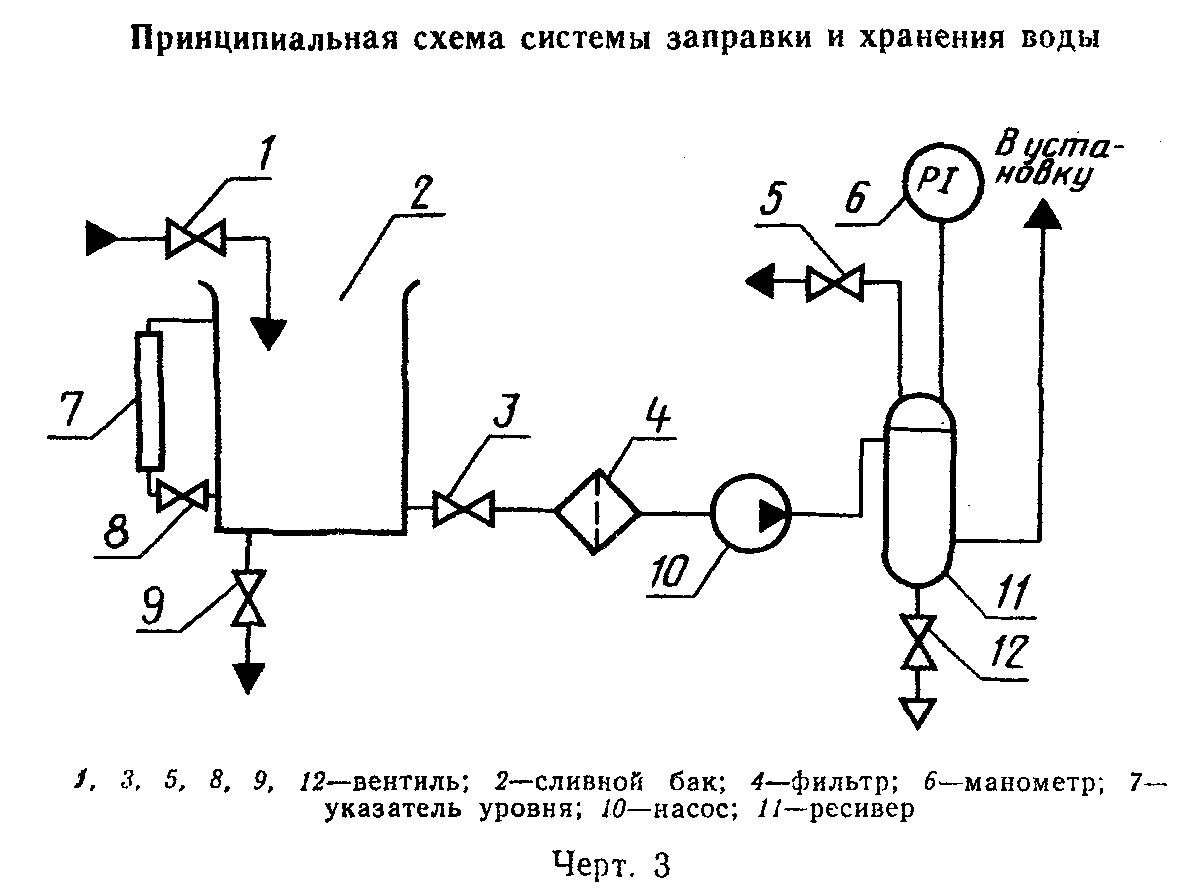 Принципиальная схема системы заправки и хранения воды
1
2
В уста-
новку
PI
5
6
3
4
7
8
9
10
11
12
1, 3, 5, 8, 9, 12—вентиль; 2—сливной бак; 4—фильтр; 6—манометр; 7—
указатель уровня; 10—насос; 11—ресивер
Черт. 3